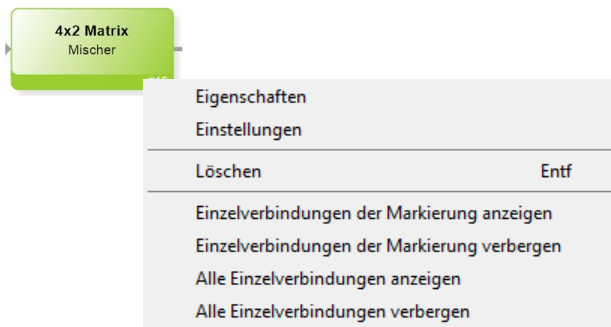 4x2 Matrix
Mischer
Eigenschaften
Einstellungen
Löschen Entf
Einzelverbindungen der Markierung anzeigen
Einzelverbindungen der Markierung verbergen
Alle Einzelverbindungen anzeigen
Alle Einzelverbindungen verbergen